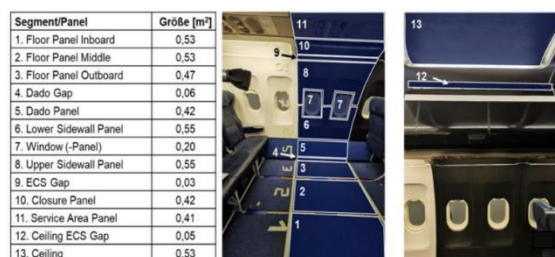 Segment/Panel Größe [m²]
1. Floor Panel Inboard 0,53
2. Floor Panel Middle 0,53
3. Floor Panel Outboard 0,47
4. Dado Gap 0,06
5. Dado Panel 0,42
6. Lower Sidewall Panel 0,55
7. Window (-Panel) 0,20
8. Upper Sidewall Panel 0,55
9. ECS Gap 0,03
10. Closure Panel 0,42
11. Service Area Panel 0,41
12. Ceiling ECS Gap 0,05
13. Ceiling 0,53
11
10
9
8
7 7
6
5
4
3
2
1
13
12